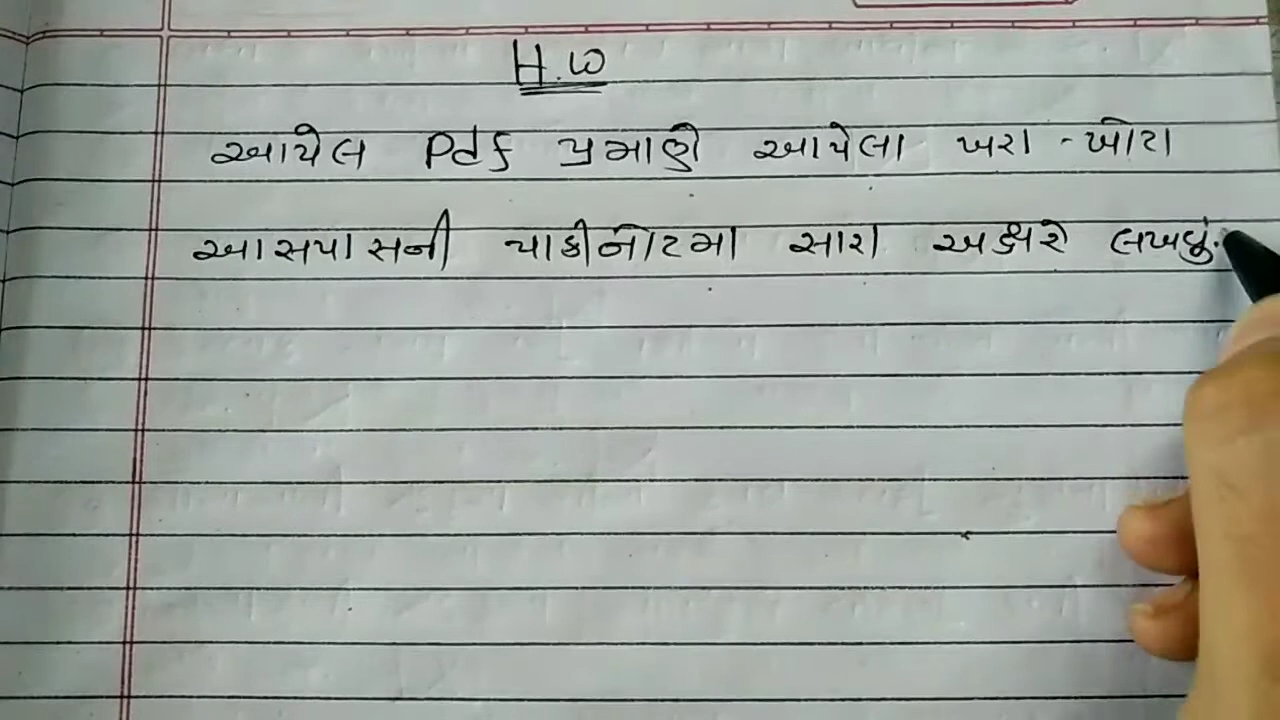 H.W
આપેલ Pdf પ્રમાણે આપેલા ખરા - ખોટા
આસપાસની પાકીનોટમા સારા અક્ષરે લખવું.